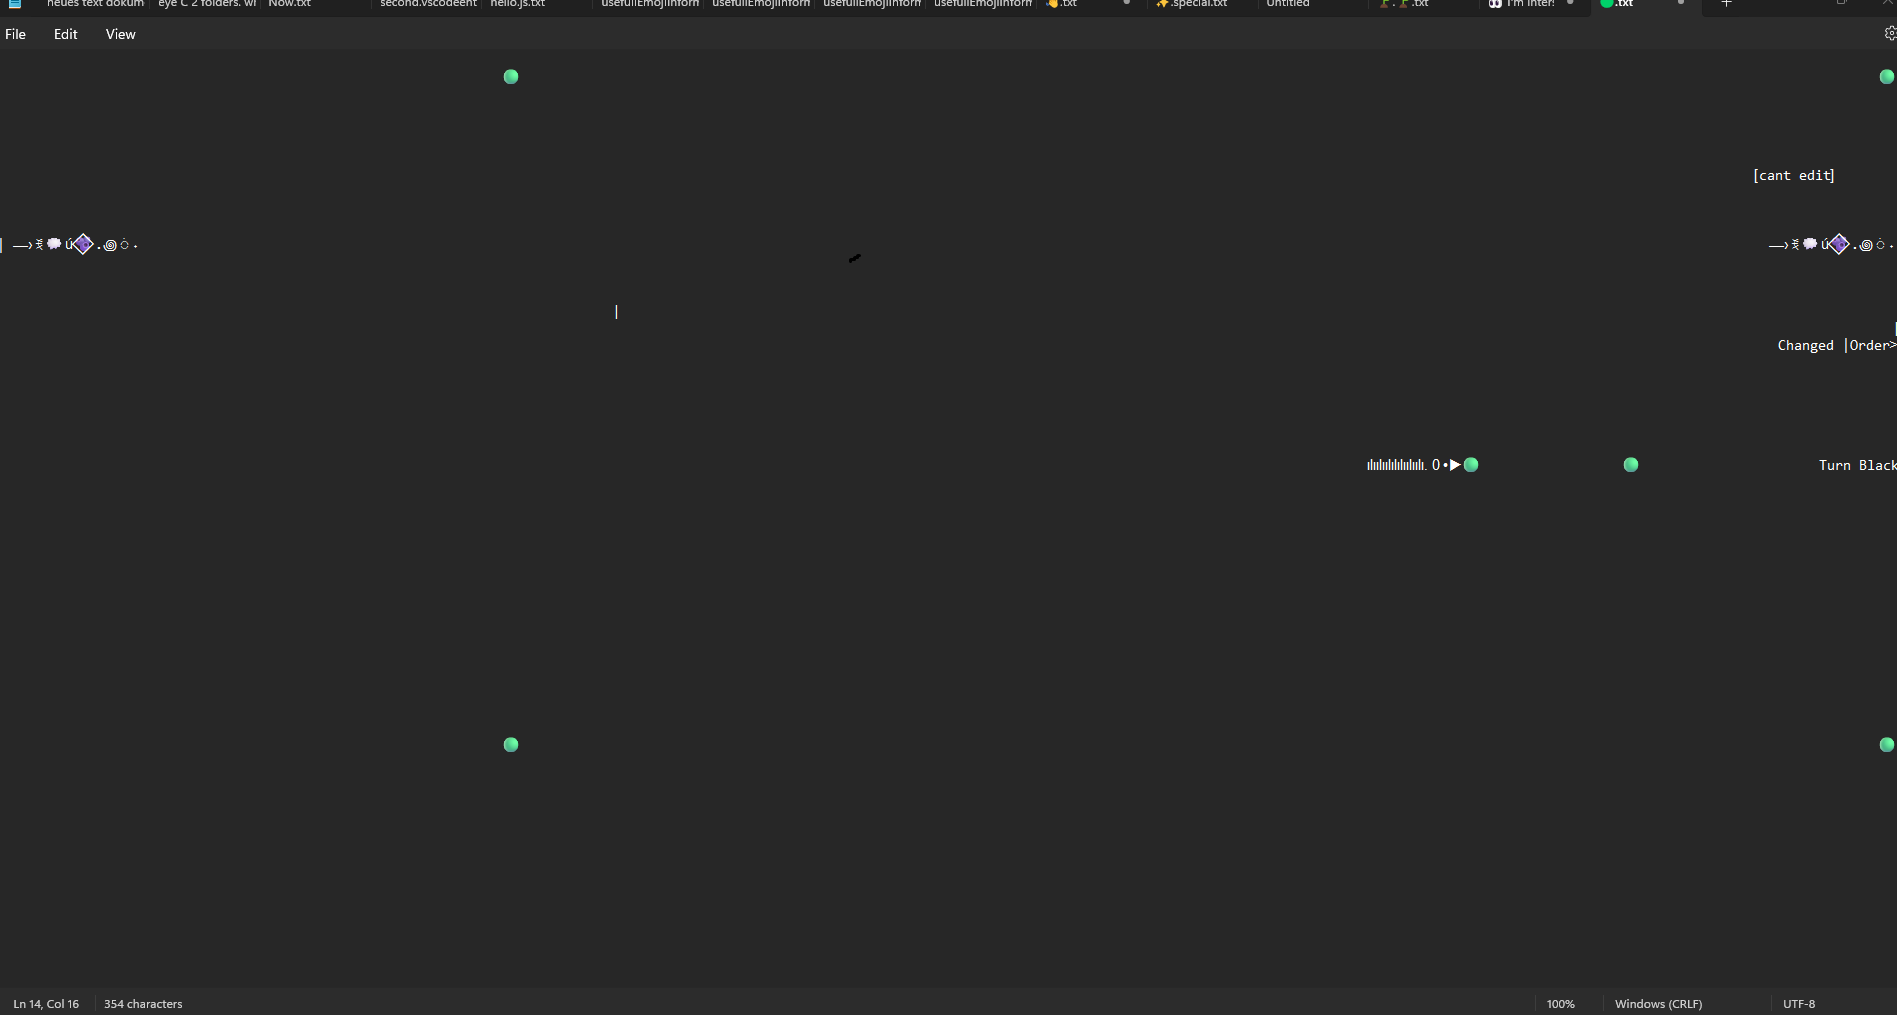 neues text dokum eye C 2 folders. wi Now.txt second.vscodeent hello.js.txt usefullEmojiInform usefullEmojiInform usefullEmojiInform usefullEmojiInform 👋.txt ✨.special.txt Untitled .txt 👀 I'm inters 🟢.txt
File Edit View
🟢 🟢
[cant edit]
.꩜ .꩜
|
Changed |Order>
ılılılılılılılılı. 0 •▶🟢 🟢 Turn Black
🟢 🟢
Ln 14, Col 16 354 characters 100% Windows (CRLF) UTF-8